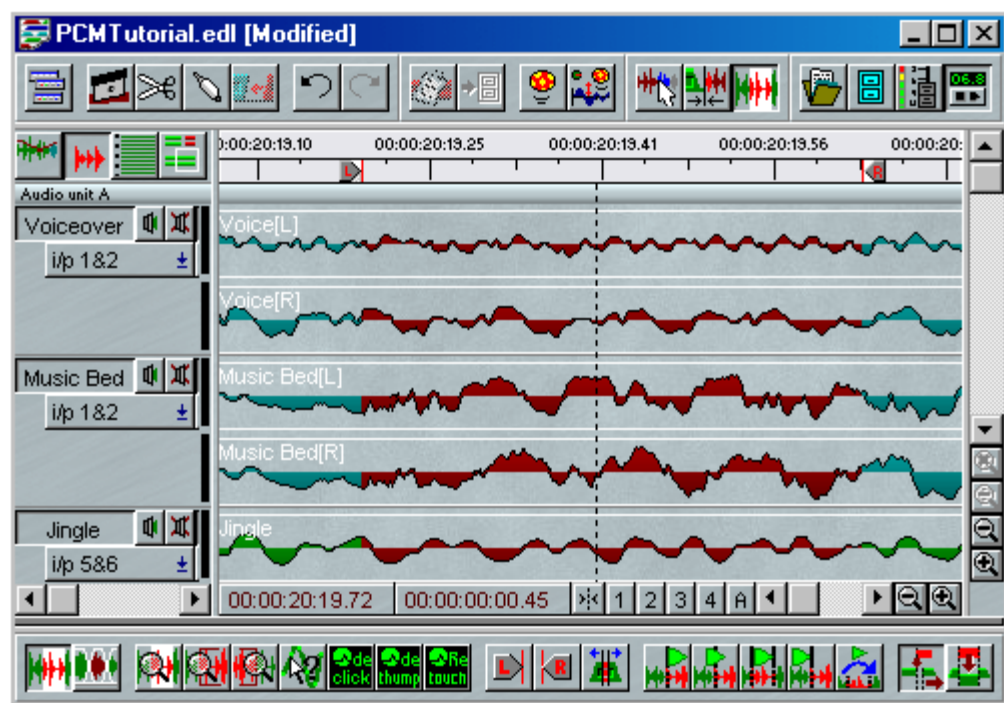 PCMTutorial.edl [Modified]
06.8
):00:20:19.10 00:00:20:19.25 00:00:20:19.41 00:00:20:19.56 00:00:20:
L R
Audio unit A
Voiceover
i/p 1&2
Voice[L]
Voice[R]
Music Bed
i/p 1&2
Music Bed[L]
Music Bed[R]
Jingle
i/p 5&6
Jingle
00:00:20:19.72 00:00:00:00.45 1 2 3 4 A
de click de thump Re touch L R